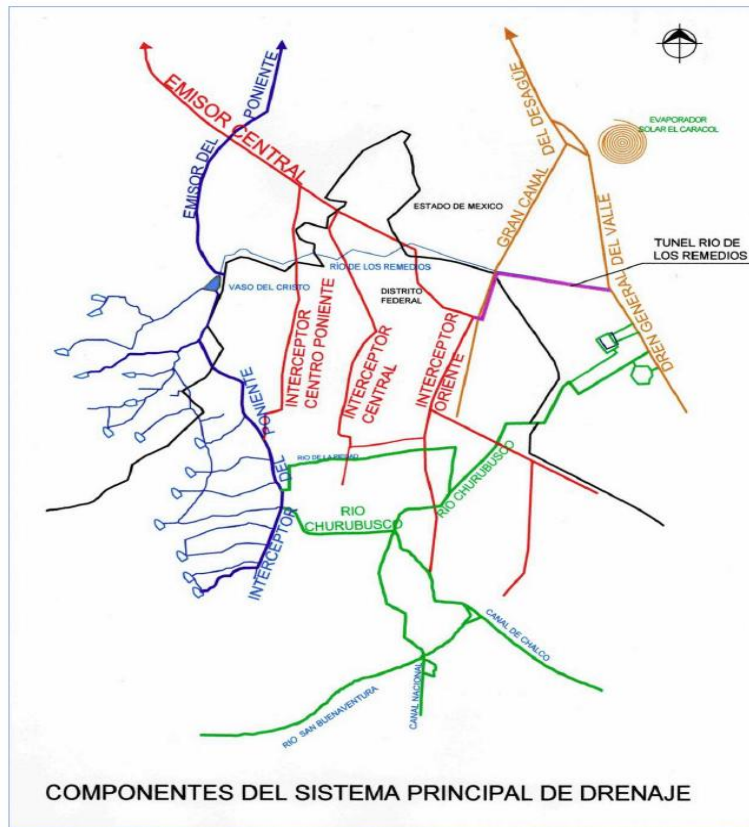 EMISOR CENTRAL
EMISOR DEL PONIENTE
GRAN CANAL DEL DESAGÜE
EVAPORADOR
SOLAR EL CARACOL
ESTADO DE MEXICO
TUNEL RIO DE
LOS REMEDIOS
RÍO DE LOS REMEDIOS
VASO DEL CRISTO
DISTRITO
FEDERAL
DREN GENERAL DEL VALLE
INTERCEPTOR
CENTRO PONIENTE
INTERCEPTOR
CENTRAL
INTERCEPTOR
ORIENTE
INTERCEPTOR DEL PONIENTE
RIO DE LA PIEDAD
RIO
CHURUBUSCO
RIO CHURUBUSCO
CANAL DE CHALCO
CANAL NACIONAL
RIO SAN BUENAVENTURA
COMPONENTES DEL SISTEMA PRINCIPAL DE DRENAJE